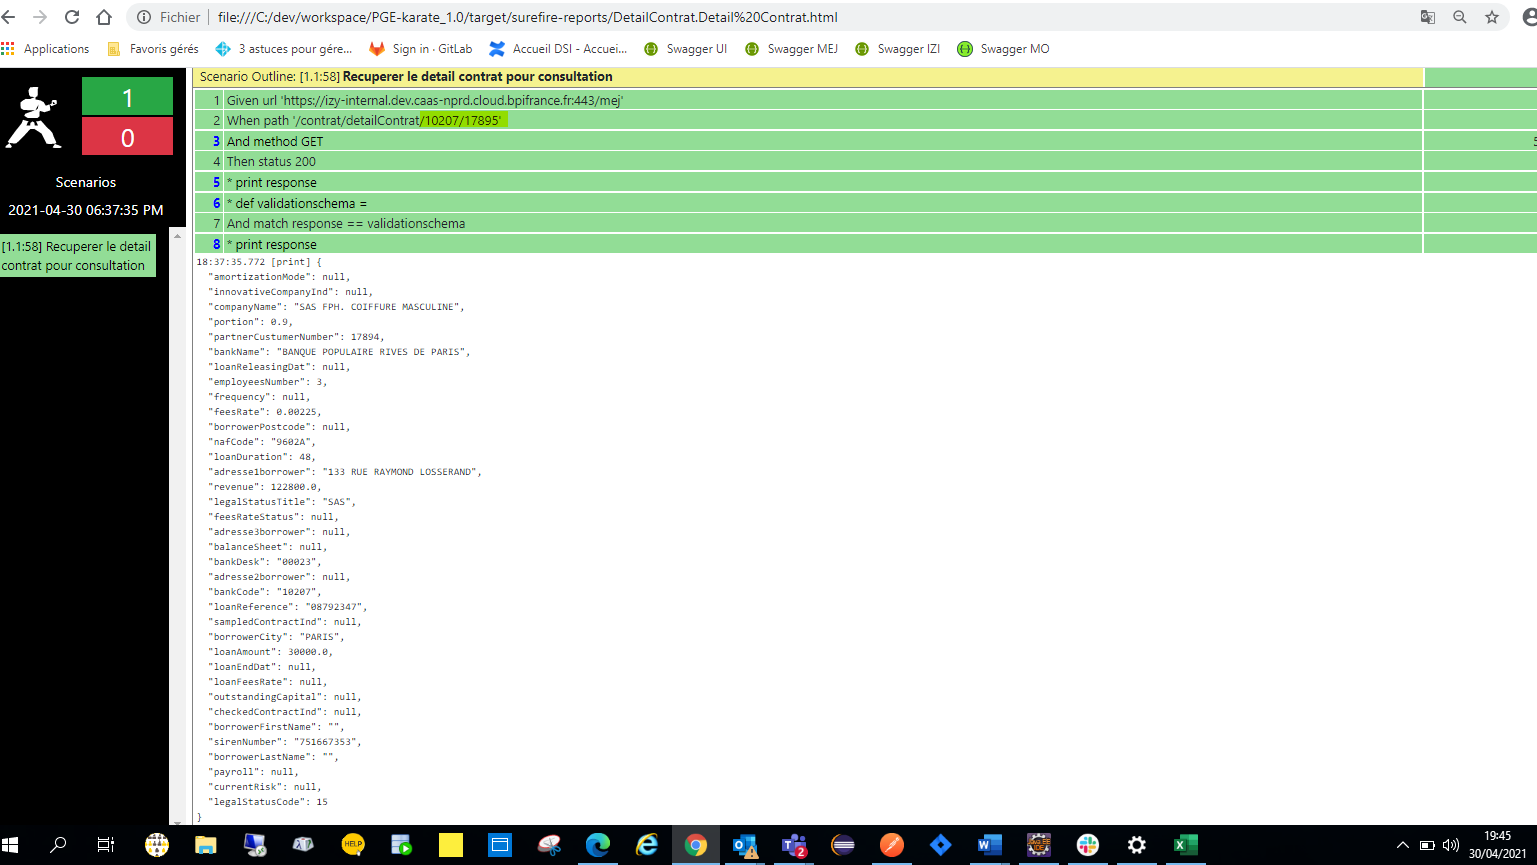 Fichier
file:///C:/dev/workspace/PGE-karate_1.0/target/surefire-reports/DetailContrat.Detail%20Contrat.html
Applications
Favoris gérés
3 astuces pour gére...
Sign in · GitLab
Accueil DSI - Accuei...
Swagger UI
Swagger MEJ
Swagger IZI
Swagger MO
1
0
Scenarios
2021-04-30 06:37:35 PM
[1.1:58] Recuperer le detail
contrat pour consultation
Scenario Outline: [1.1:58] Recuperer le detail contrat pour consultation
1 Given url 'https://izy-internal.dev.caas-nprd.cloud.bpifrance.fr:443/mej'
2 When path '/contrat/detailContrat/10207/17895'
3 And method GET
4 Then status 200
5 * print response
6 * def validationschema =
7 And match response == validationschema
8 * print response
18:37:35.772 [print] {
"amortizationMode": null,
"innovativeCompanyInd": null,
"companyName": "SAS FPH. COIFFURE MASCULINE",
"portion": 0.9,
"partnerCustumerNumber": 17894,
"bankName": "BANQUE POPULAIRE RIVES DE PARIS",
"loanReleasingDat": null,
"employeesNumber": 3,
"frequency": null,
"feesRate": 0.00225,
"borrowerPostcode": null,
"nafCode": "9602A",
"loanDuration": 48,
"adresse1borrower": "133 RUE RAYMOND LOSSERAND",
"revenue": 122800.0,
"legalStatusTitle": "SAS",
"feesRateStatus": null,
"adresse3borrower": null,
"balanceSheet": null,
"bankDesk": "00023",
"adresse2borrower": null,
"bankCode": "10207",
"loanReference": "08792347",
"sampledContractInd": null,
"borrowerCity": "PARIS",
"loanAmount": 30000.0,
"loanEndDat": null,
"loanFeesRate": null,
"outstandingCapital": null,
"checkedContractInd": null,
"borrowerFirstName": "",
"sirenNumber": "751667353",
"borrowerLastName": "",
"payroll": null,
"currentRisk": null,
"legalStatusCode": 15
}
HELP
2
19:45
30/04/2021